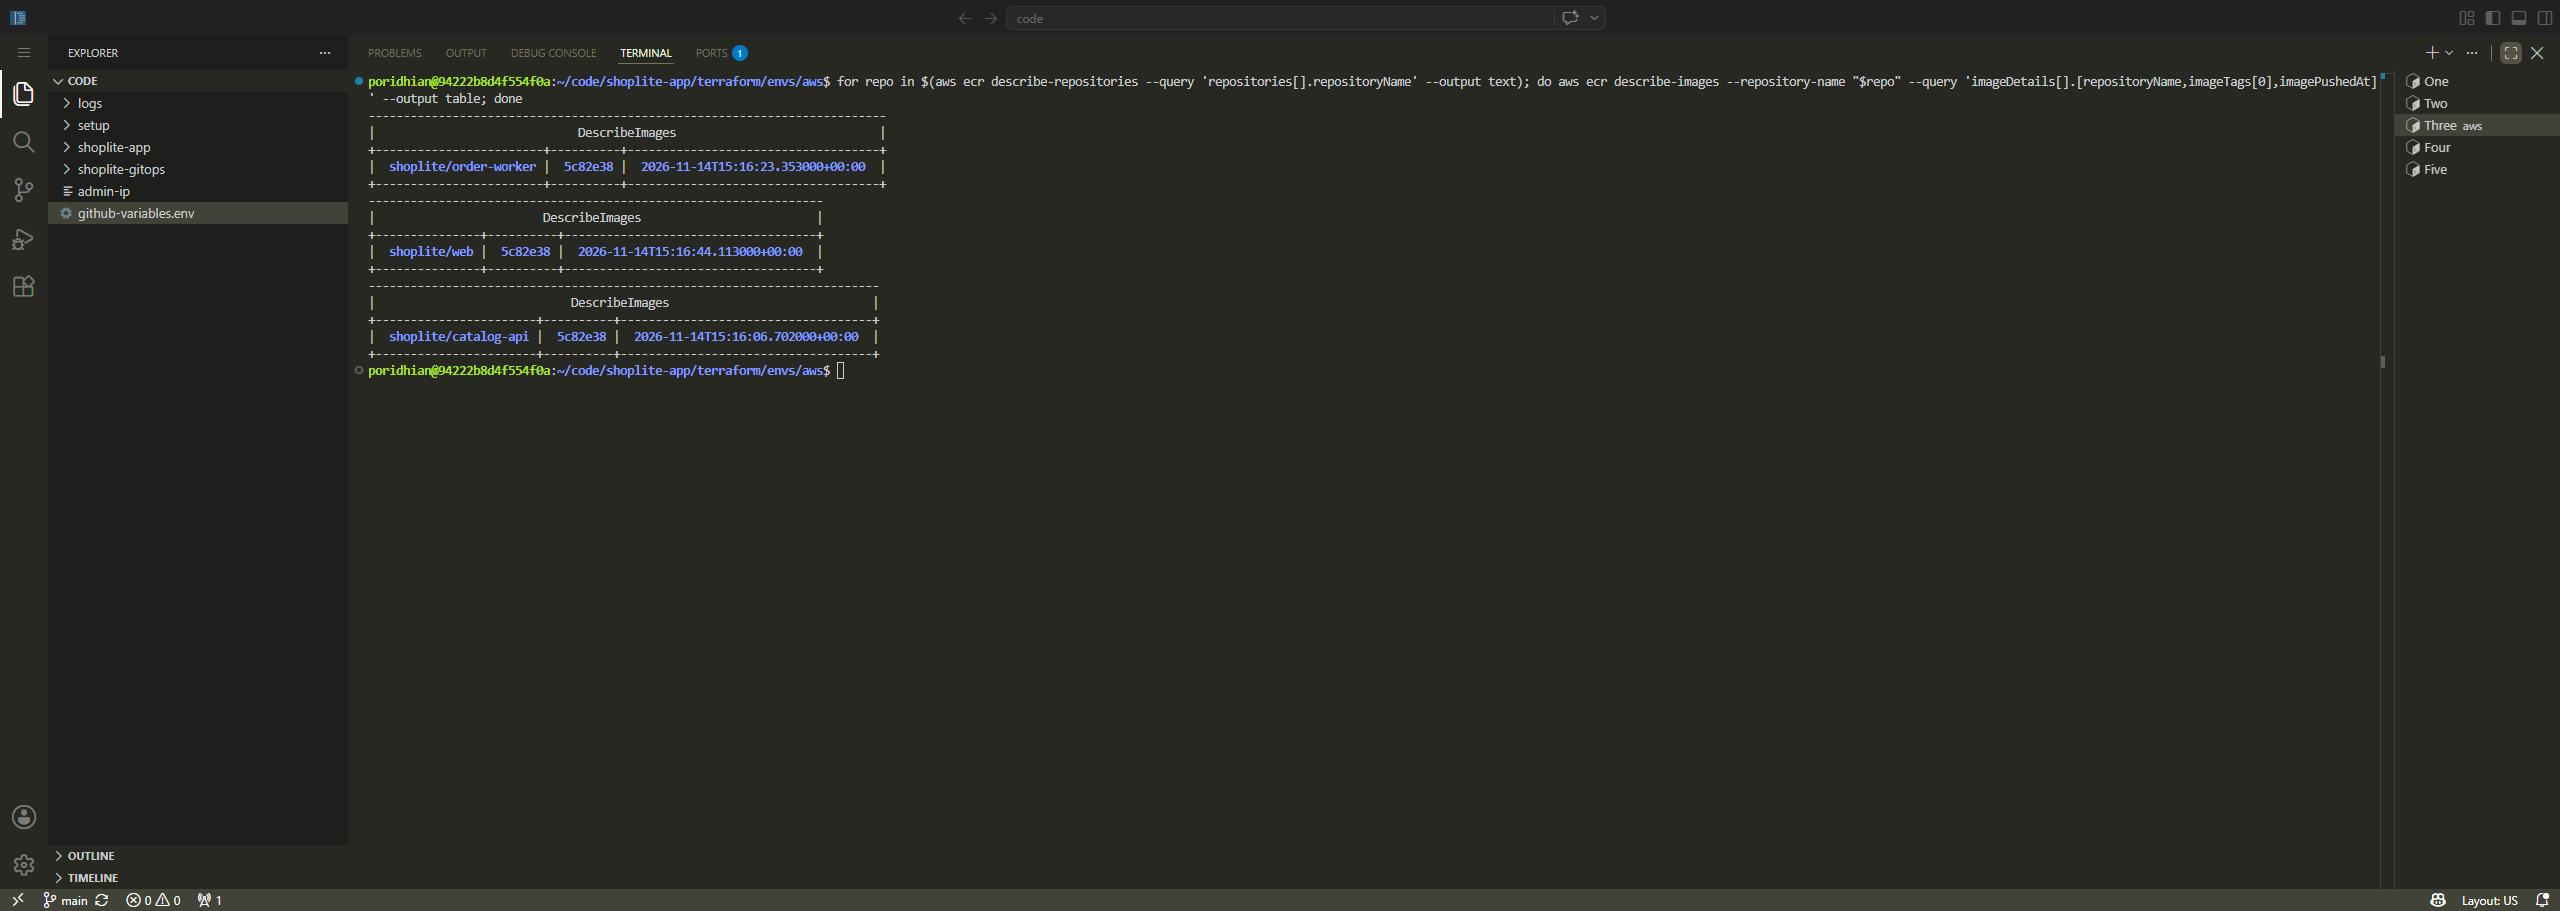 code
EXPLORER
CODE
logs
setup
shoplite-app
shoplite-gitops
admin-ip
github-variables.env
OUTLINE
TIMELINE
PROBLEMS OUTPUT DEBUG CONSOLE TERMINAL PORTS 1
poridhian@94222b8d4f554f0a:~/code/shoplite-app/terraform/envs/aws$ for repo in $(aws ecr describe-repositories --query 'repositories[].repositoryName' --output text); do aws ecr describe-images --repository-name "$repo" --query 'imageDetails[].[repositoryName,imageTags[0],imagePushedAt]
' --output table; done
--------------------------------------------------------------------------
|                             DescribeImages                             |
+------------------------+----------+------------------------------------+
|  shoplite/order-worker |  5c82e38 |  2026-11-14T15:16:23.353000+00:00  |
+------------------------+----------+------------------------------------+
-----------------------------------------------------------------
|                        DescribeImages                         |
+---------------+----------+------------------------------------+
|  shoplite/web |  5c82e38 |  2026-11-14T15:16:44.113000+00:00  |
+---------------+----------+------------------------------------+
-------------------------------------------------------------------------
|                            DescribeImages                             |
+-----------------------+----------+------------------------------------+
|  shoplite/catalog-api |  5c82e38 |  2026-11-14T15:16:06.702000+00:00  |
+-----------------------+----------+------------------------------------+
poridhian@94222b8d4f554f0a:~/code/shoplite-app/terraform/envs/aws$
One
Two
Three aws
Four
Five
main 0 0 1
Layout: US